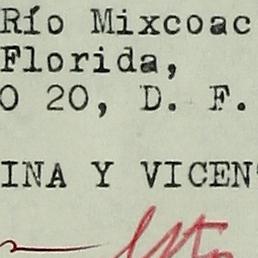 Río Mixcoac
Florida,
O 20, D. F.
INA Y VICEN